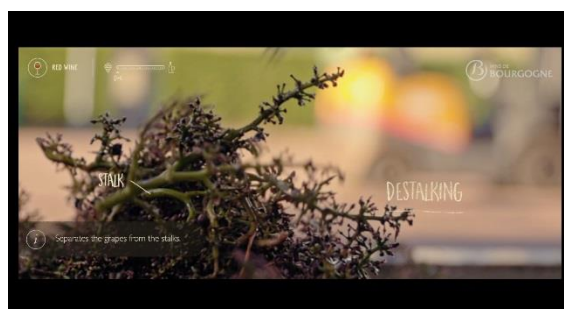 RED WINE
VINS DE
BOURGOGNE
STALK
DESTALKING
i
Separates the grapes from the stalks.